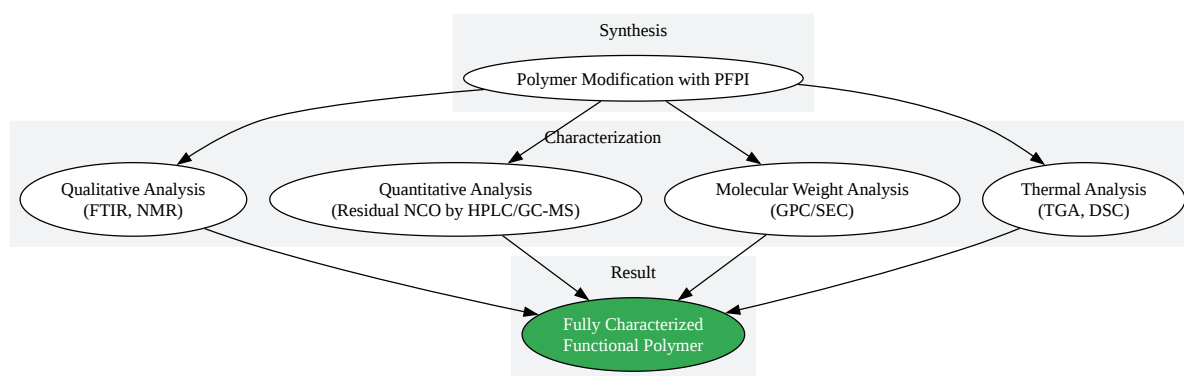 Synthesis
Polymer Modification with PFPI
Characterization
Qualitative Analysis
(FTIR, NMR)
Quantitative Analysis
(Residual NCO by HPLC/GC-MS)
Molecular Weight Analysis
(GPC/SEC)
Thermal Analysis
(TGA, DSC)
Result
Fully Characterized
Functional Polymer